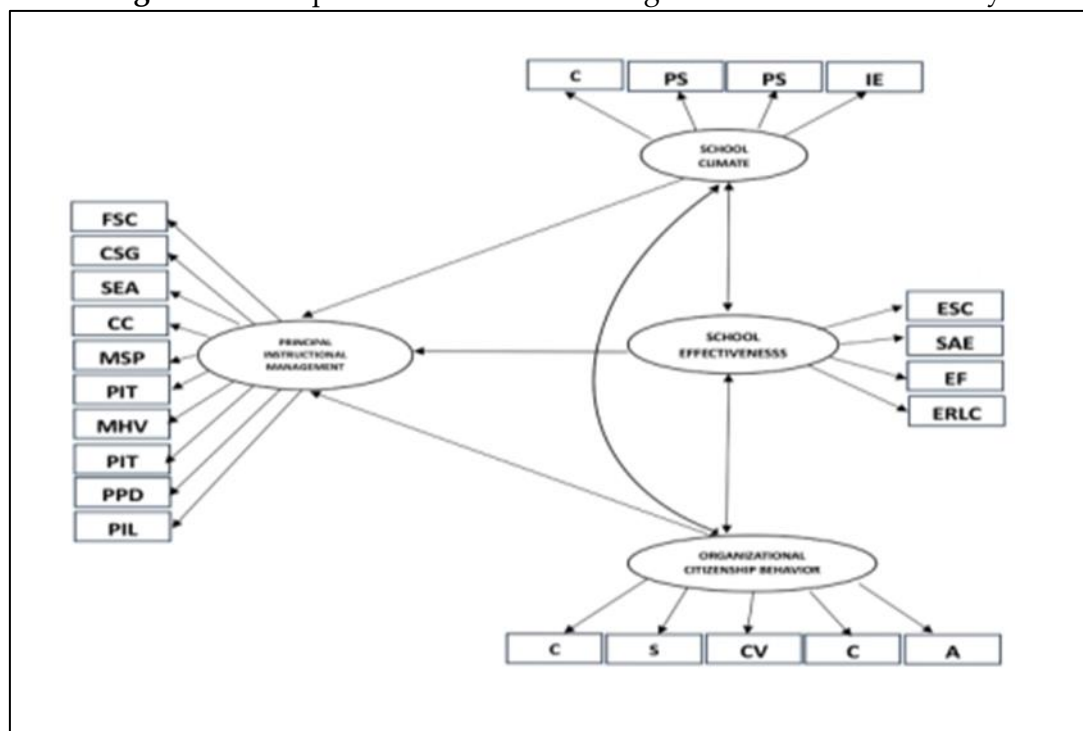 C
PS
PS
IE
SCHOOL
CLIMATE
FSC
CSG
SEA
CC
MSP
PIT
MHV
PIT
PPD
PIL
PRINCIPAL
INSTRUCTIONAL
MANAGEMENT
SCHOOL
EFFECTIVENESSS
ESC
SAE
EF
ERLC
ORGANIZATIONAL
CITIZENSHIP BEHAVIOR
C
S
CV
C
A